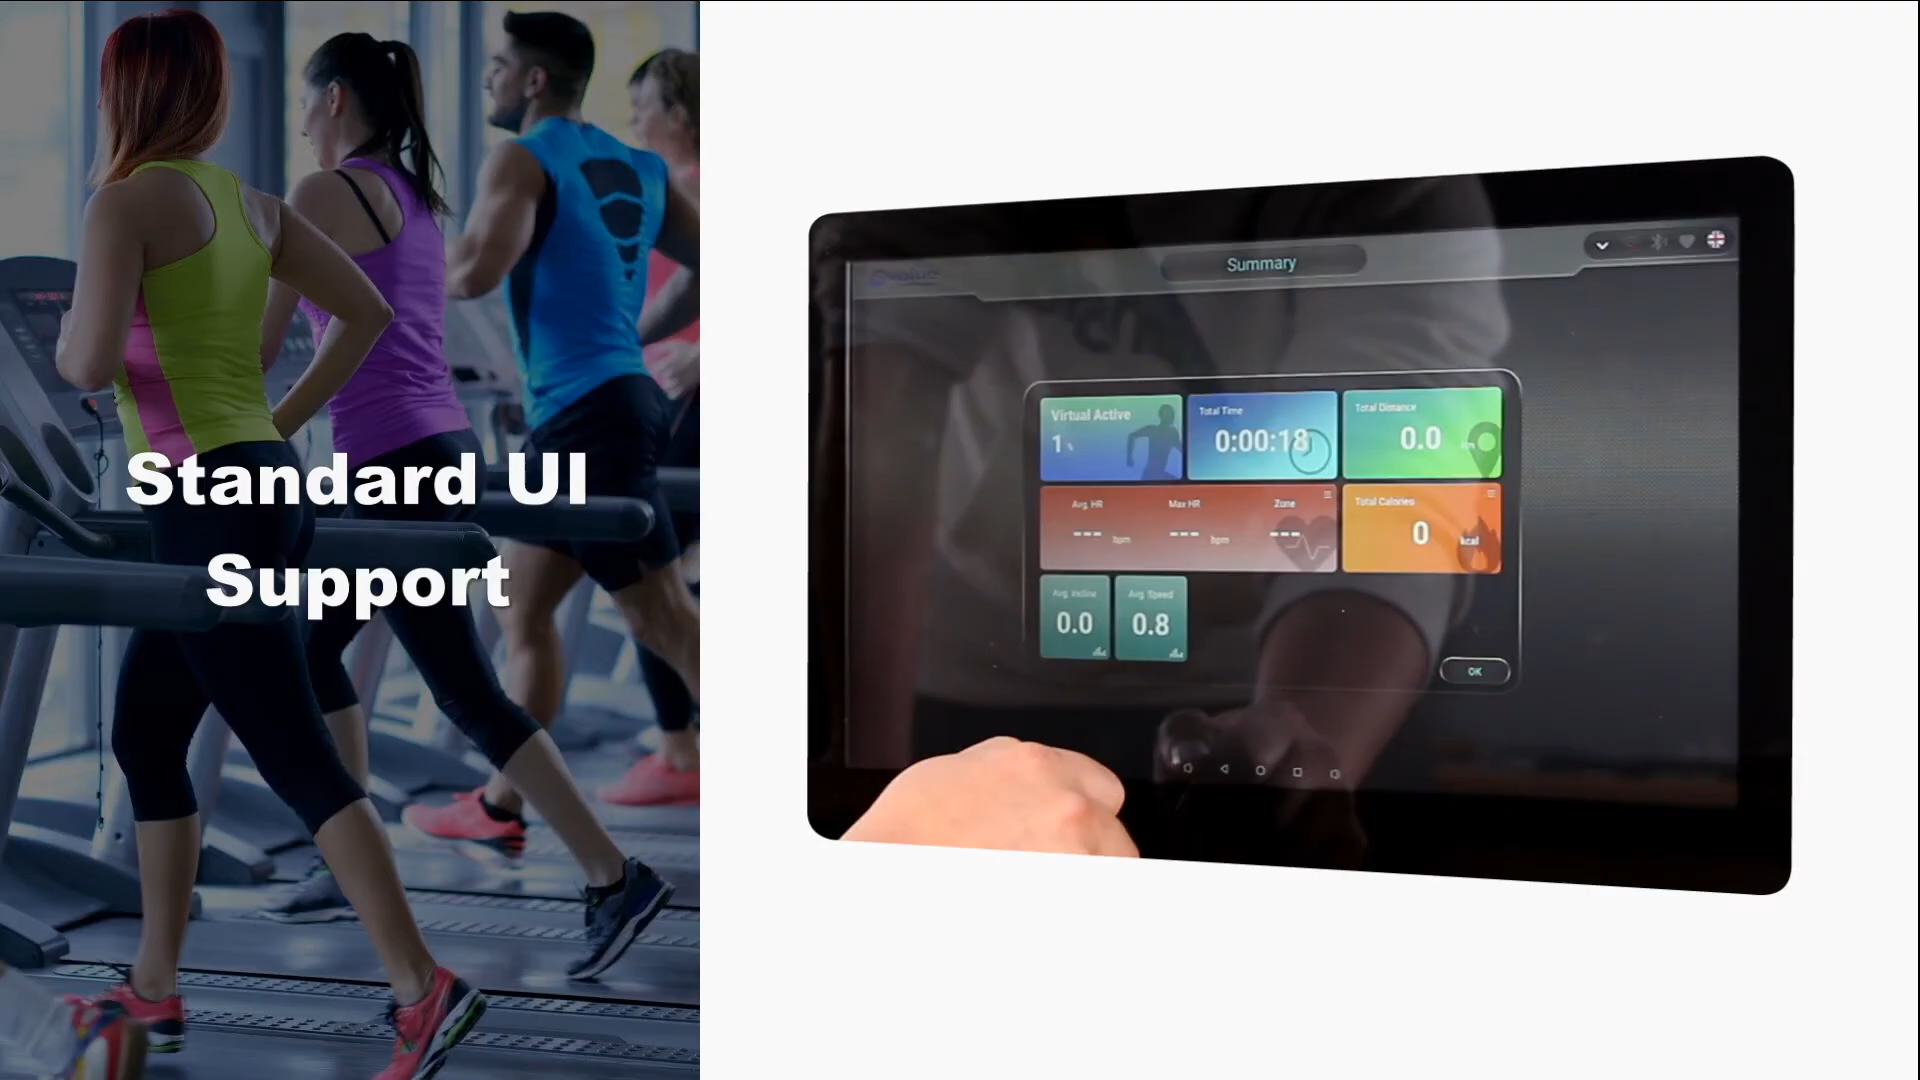 Standard UI
Support
Summary
Virtual Active
1
Total Time
0:00:18
Total Distance
0.0
Avg. HR
--- bpm
Max HR
--- bpm
Zone
---
Total Calories
0 kcal
Avg. Incline
0.0
Avg. Speed
0.8
OK